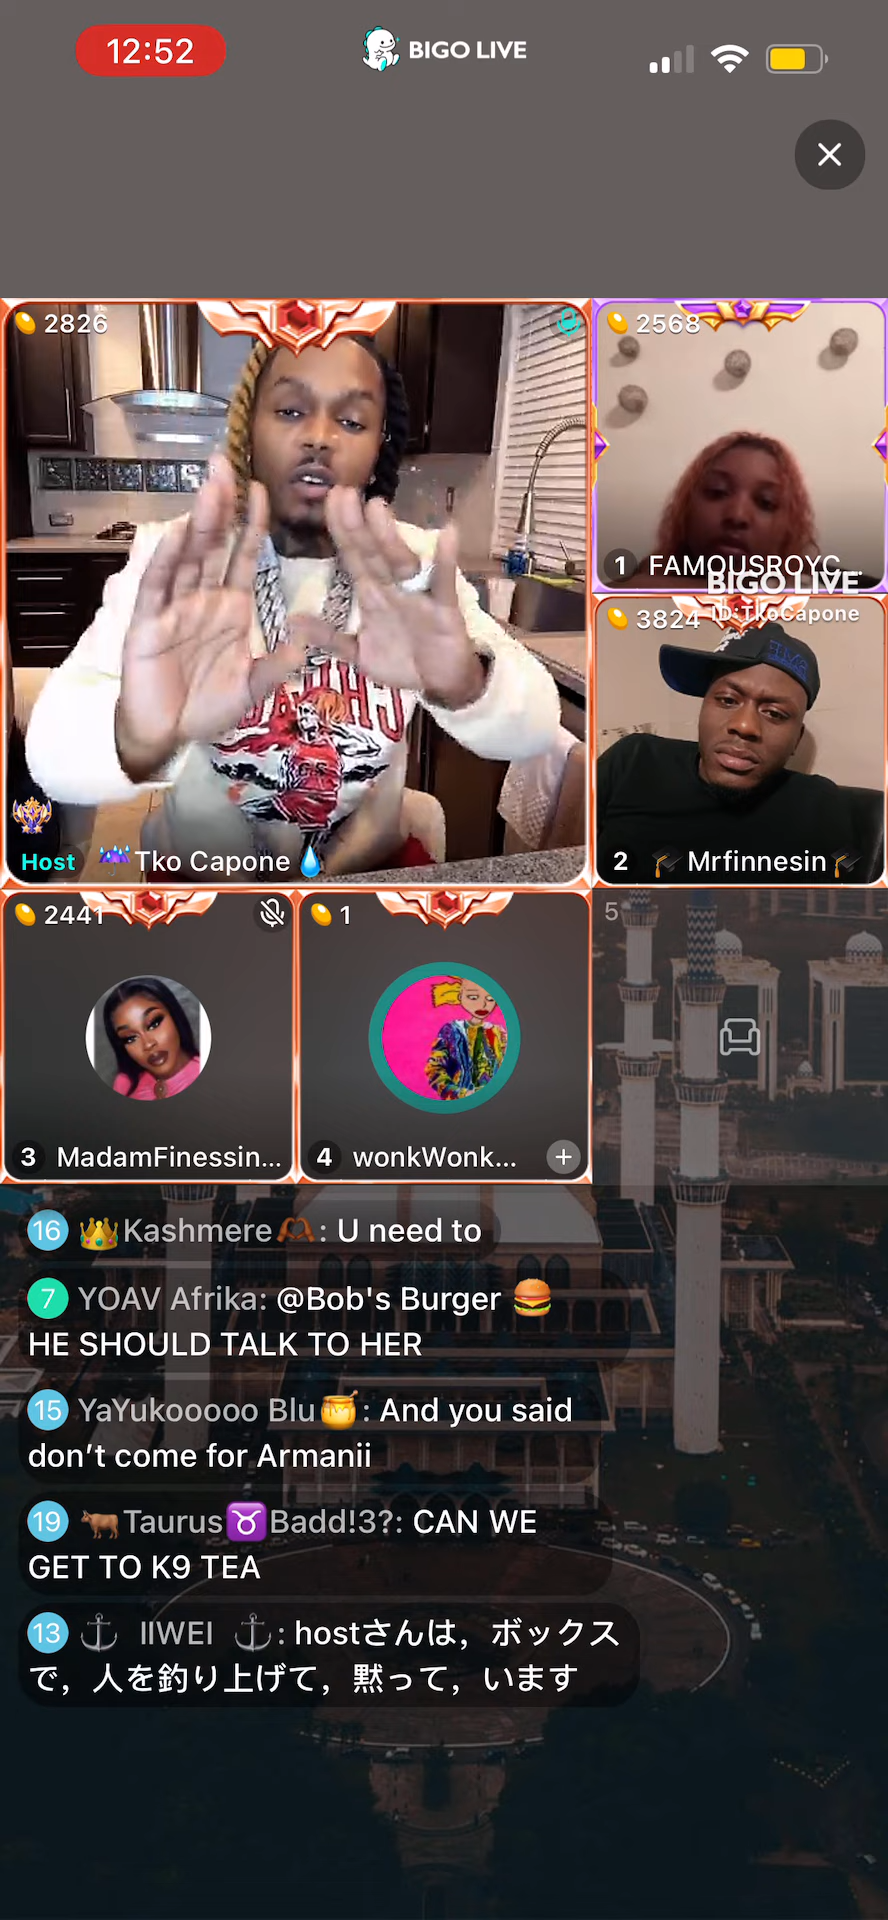 12:52
BIGO LIVE
2826
2568
1 FAMOUSROYC...
BIGO LIVE
ID:TkoCapone
3824
Host ☔Tko Capone💧
2 🎓Mrfinnesin🎓
2441
1
5
3 MadamFinessin...
4 wonkWonk...
16 👑Kashmere🫶🏾: U need to
7 YOAV Afrika: @Bob's Burger 🍔
HE SHOULD TALK TO HER
15 YaYukooooo Blu🍯: And you said
don't come for Armanii
19 🐂Taurus♉Badd!3?: CAN WE
GET TO K9 TEA
13 ⚓ IIWEI ⚓: hostさんは，ボックス
で，人を釣り上げて，黙って，います